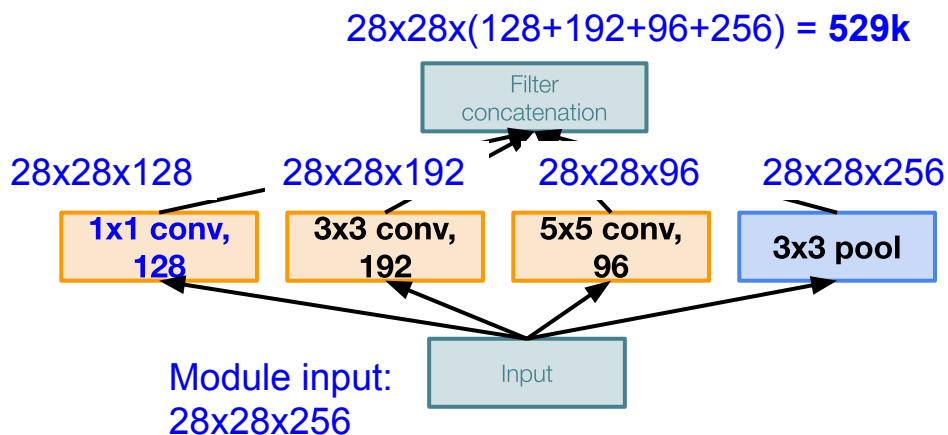 28x28x(128+192+96+256) = 529k
Filter
concatenation
28x28x128
28x28x192
28x28x96
28x28x256
1x1 conv,
128
3x3 conv,
192
5x5 conv,
96
3x3 pool
Input
Module input:
28x28x256